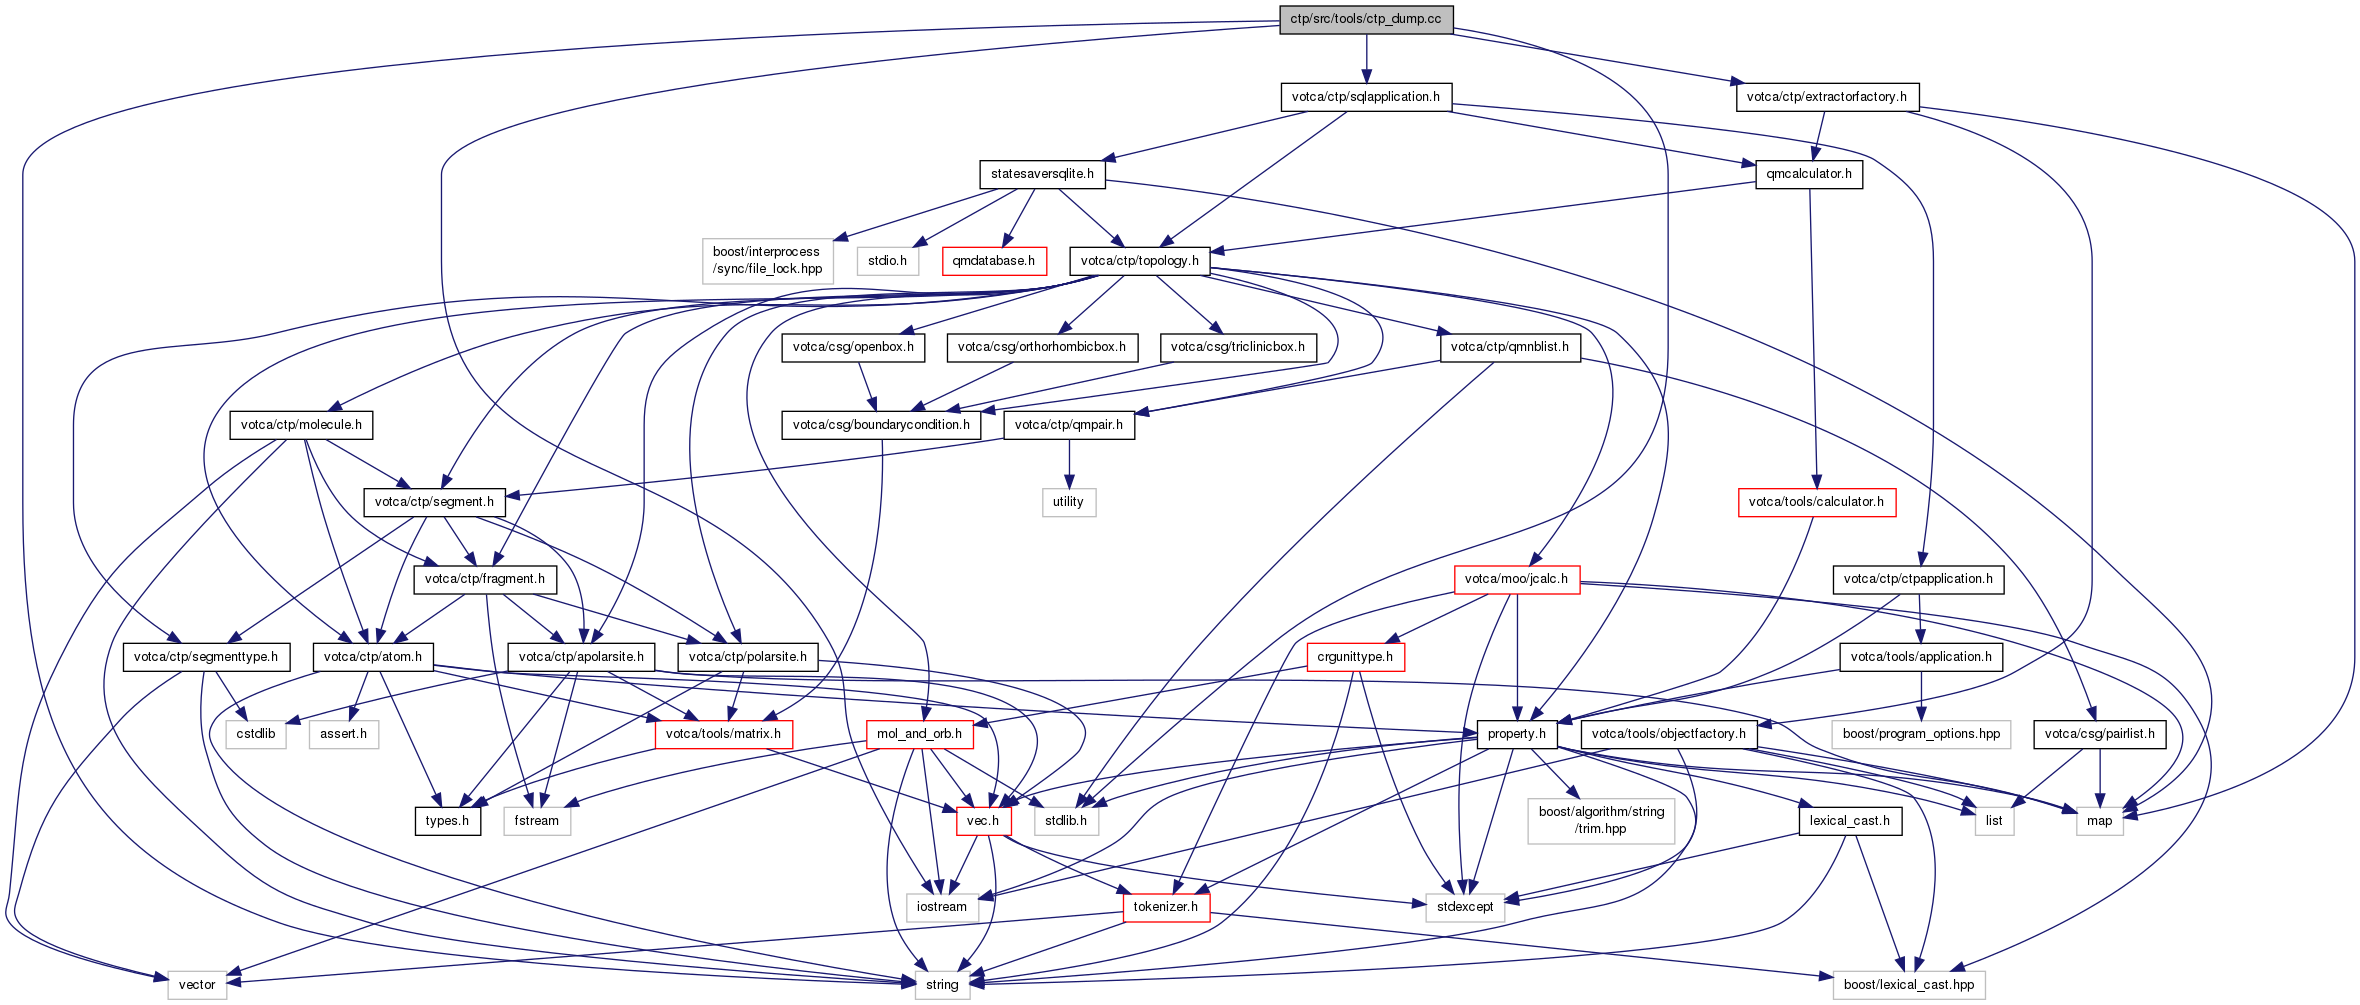 ctp/src/tools/ctp_dump.cc
votca/ctp/sqlapplication.h
votca/ctp/extractorfactory.h
statesaversqlite.h
qmcalculator.h
boost/interprocess
/sync/file_lock.hpp
stdio.h
qmdatabase.h
votca/ctp/topology.h
votca/csg/openbox.h
votca/csg/orthorhombicbox.h
votca/csg/triclinicbox.h
votca/ctp/qmnblist.h
votca/ctp/molecule.h
votca/csg/boundarycondition.h
votca/ctp/qmpair.h
votca/ctp/segment.h
utility
votca/tools/calculator.h
votca/ctp/fragment.h
votca/moo/jcalc.h
votca/ctp/ctpapplication.h
votca/ctp/segmenttype.h
votca/ctp/atom.h
votca/ctp/apolarsite.h
votca/ctp/polarsite.h
crgunittype.h
votca/tools/application.h
cstdlib
assert.h
votca/tools/matrix.h
mol_and_orb.h
property.h
votca/tools/objectfactory.h
boost/program_options.hpp
votca/csg/pairlist.h
types.h
fstream
vec.h
stdlib.h
boost/algorithm/string
/trim.hpp
lexical_cast.h
list
map
iostream
tokenizer.h
stdexcept
vector
string
boost/lexical_cast.hpp